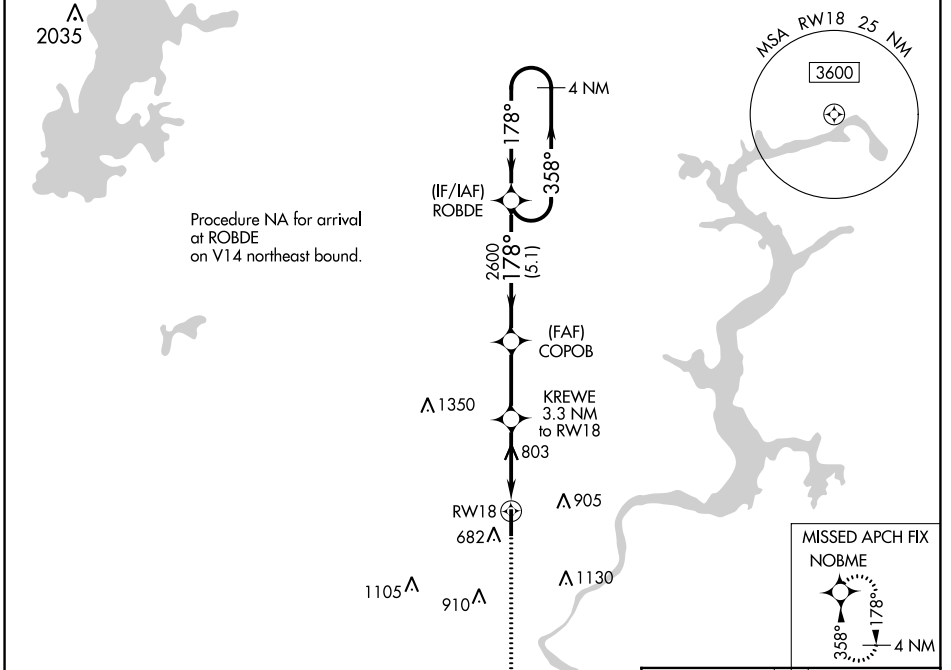 2035
MSA RW18 25 NM
3600
4 NM
178°
358°
(IF/IAF)
ROBDE
Procedure NA for arrival
at ROBDE
on V14 northeast bound.
2600
178°
(5.1)
(FAF)
COPOB
1350
KREWE
3.3 NM
to RW18
803
RW18
905
682
MISSED APCH FIX
NOBME
1105
910
1130
358°
178°
4 NM